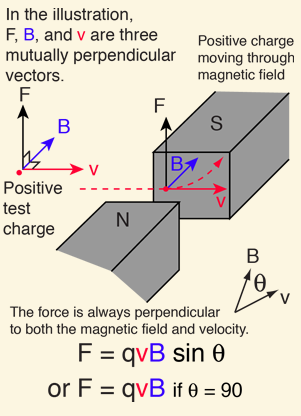 In the illustration,
F, B, and v are three
mutually perpendicular
vectors.
Positive charge
moving through
magnetic field
F
B
v
Positive
test
charge
F
S
B
v
N
B
θ
v
The force is always perpendicular
to both the magnetic field and velocity.
F = qvB sin θ
or F = qvB if θ = 90